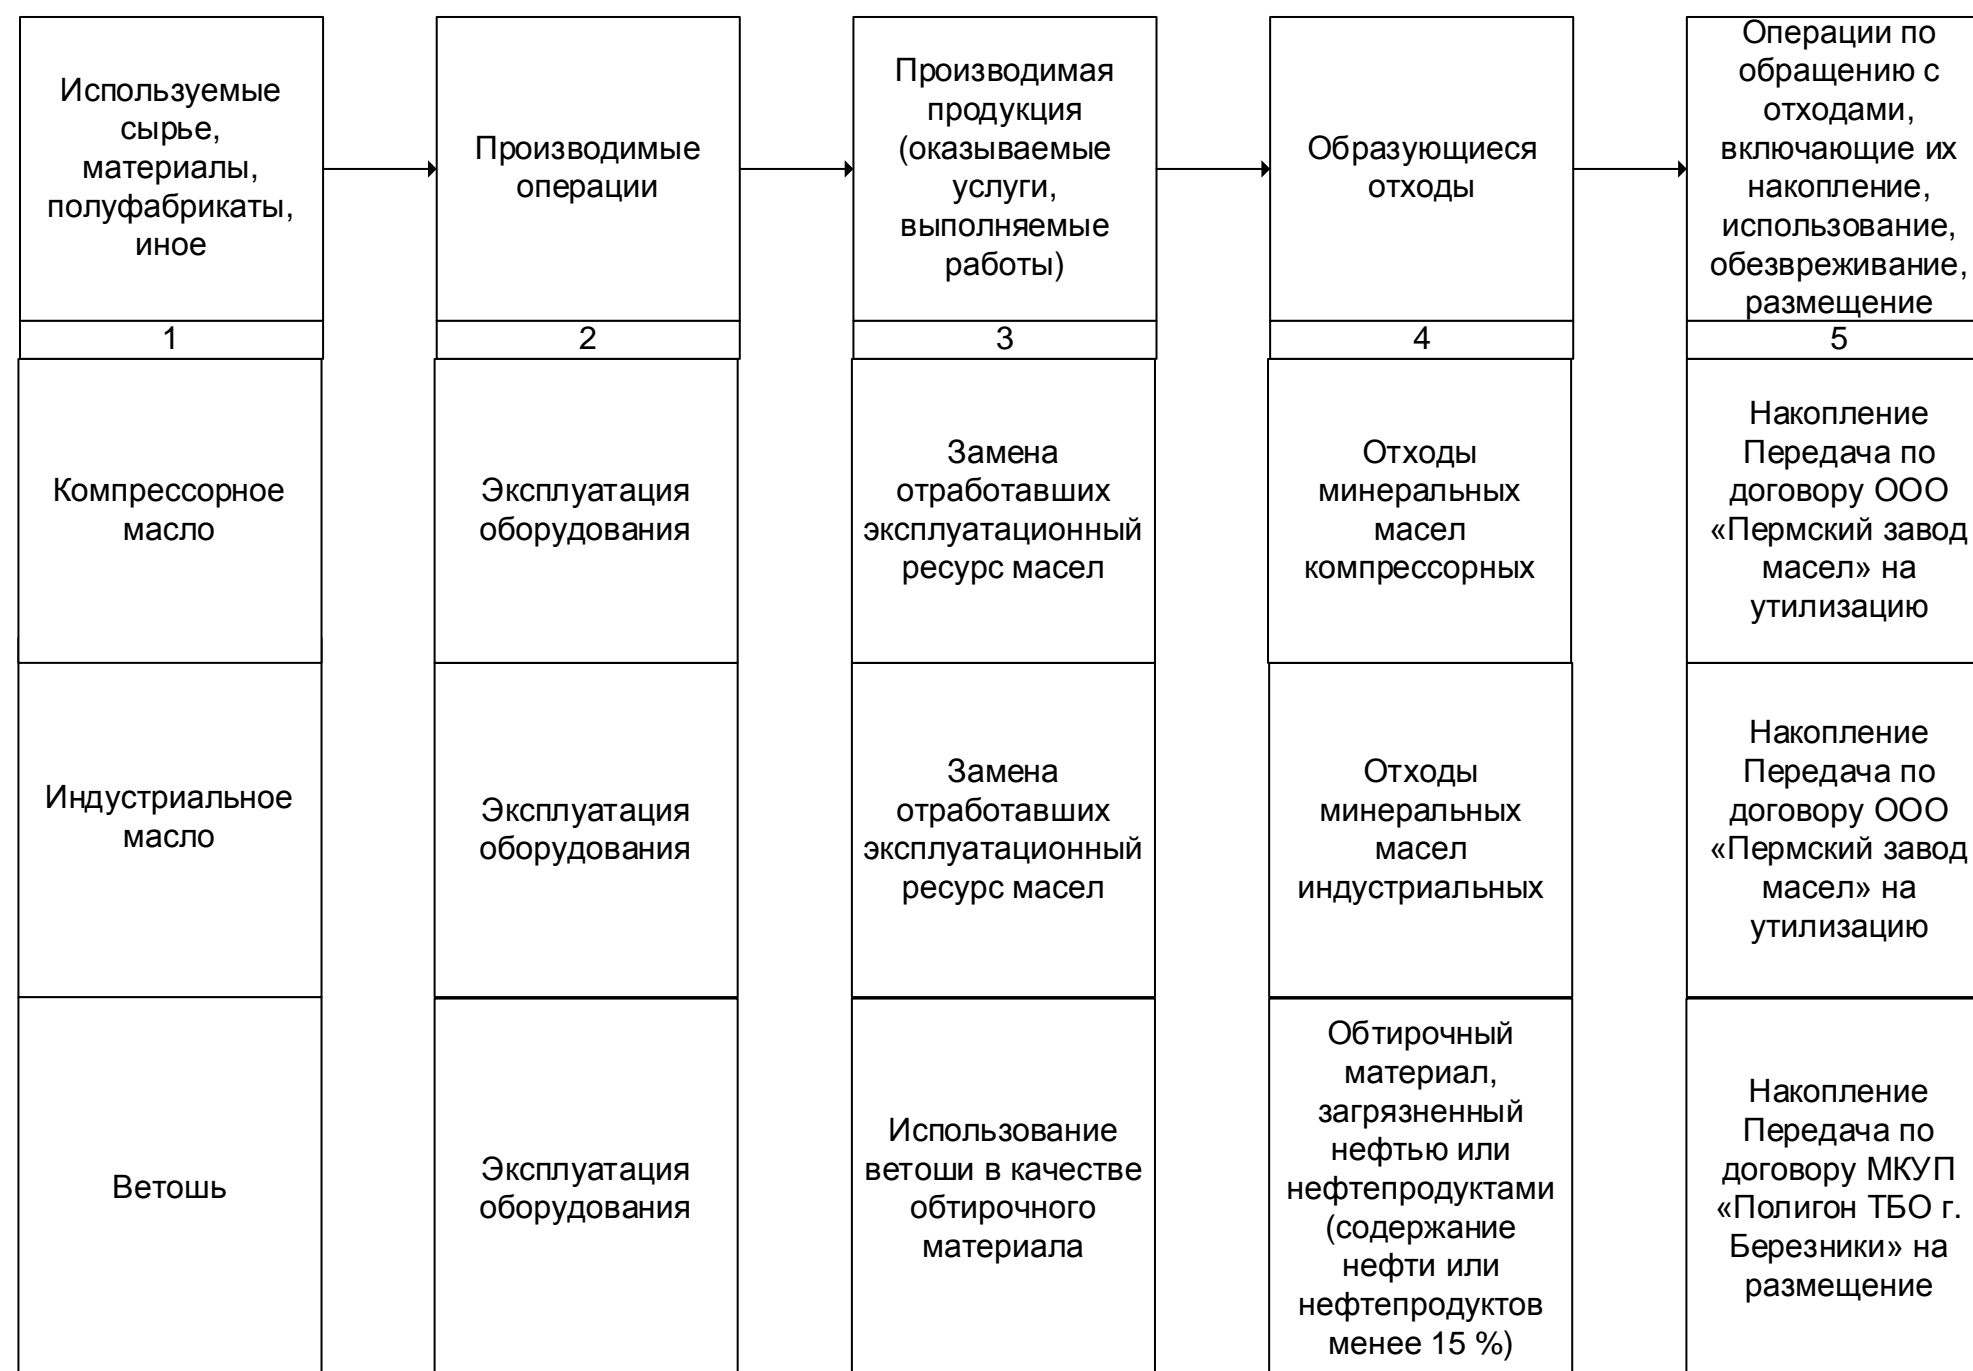 Используемые
сырье,
материалы,
полуфабрикаты,
иное
Производимые
операции
Производимая
продукция
(оказываемые
услуги,
выполняемые
работы)
Образующиеся
отходы
Операции по
обращению с
отходами,
включающие их
накопление,
использование,
обезвреживание,
размещение
1
2
3
4
5
Компрессорное
масло
Эксплуатация
оборудования
Замена
отработавших
эксплуатационный
ресурс масел
Отходы
минеральных
масел
компрессорных
Накопление
Передача по
договору ООО
«Пермский завод
масел» на
утилизацию
Индустриальное
масло
Эксплуатация
оборудования
Замена
отработавших
эксплуатационный
ресурс масел
Отходы
минеральных
масел
индустриальных
Накопление
Передача по
договору ООО
«Пермский завод
масел» на
утилизацию
Ветошь
Эксплуатация
оборудования
Использование
ветоши в качестве
обтирочного
материала
Обтирочный
материал,
загрязненный
нефтью или
нефтепродуктами
(содержание
нефти или
нефтепродуктов
менее 15 %)
Накопление
Передача по
договору МКУП
«Полигон ТБО г.
Березники» на
размещение